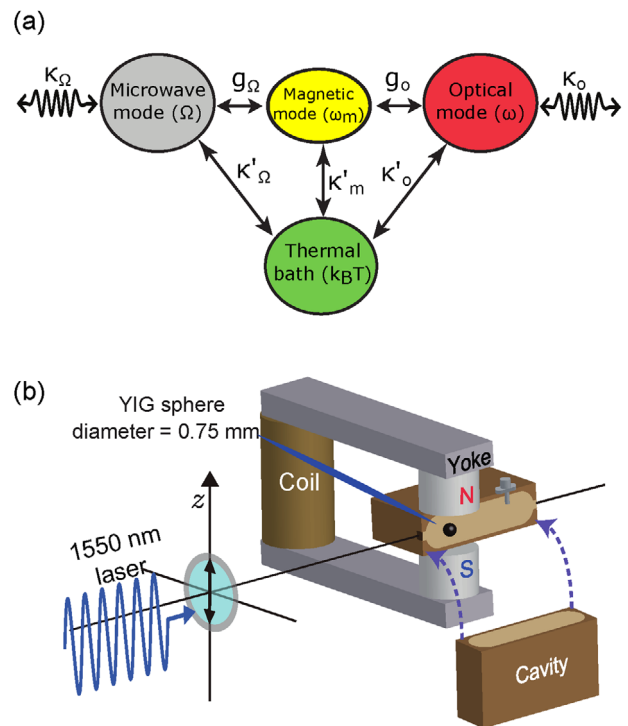 (a)
κΩ
Microwave
mode (Ω)
gΩ
Magnetic
mode (ωm)
go
Optical
mode (ω)
κo
κ'Ω
κ'm
κ'o
Thermal
bath (kBT)
(b)
YIG sphere
diameter = 0.75 mm
Coil
Yoke
N
S
z
1550 nm
laser
Cavity